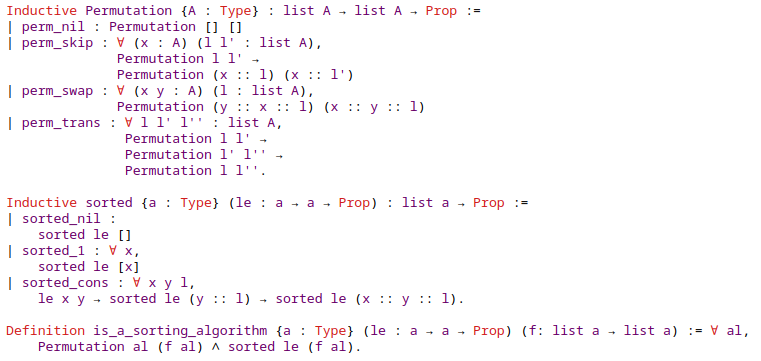 Inductive Permutation {A : Type} : list A → list A → Prop :=
| perm_nil : Permutation [] []
| perm_skip : ∀ (x : A) (l l' : list A),
              Permutation l l' →
              Permutation (x :: l) (x :: l')
| perm_swap : ∀ (x y : A) (l : list A),
              Permutation (y :: x :: l) (x :: y :: l)
| perm_trans : ∀ l l' l'' : list A,
               Permutation l l' →
               Permutation l' l'' →
               Permutation l l''.

Inductive sorted {a : Type} (le : a → a → Prop) : list a → Prop :=
| sorted_nil :
    sorted le []
| sorted_1 : ∀ x,
    sorted le [x]
| sorted_cons : ∀ x y l,
    le x y → sorted le (y :: l) → sorted le (x :: y :: l).

Definition is_a_sorting_algorithm {a : Type} (le : a → a → Prop) (f: list a → list a) := ∀ al,
    Permutation al (f al) ∧ sorted le (f al).